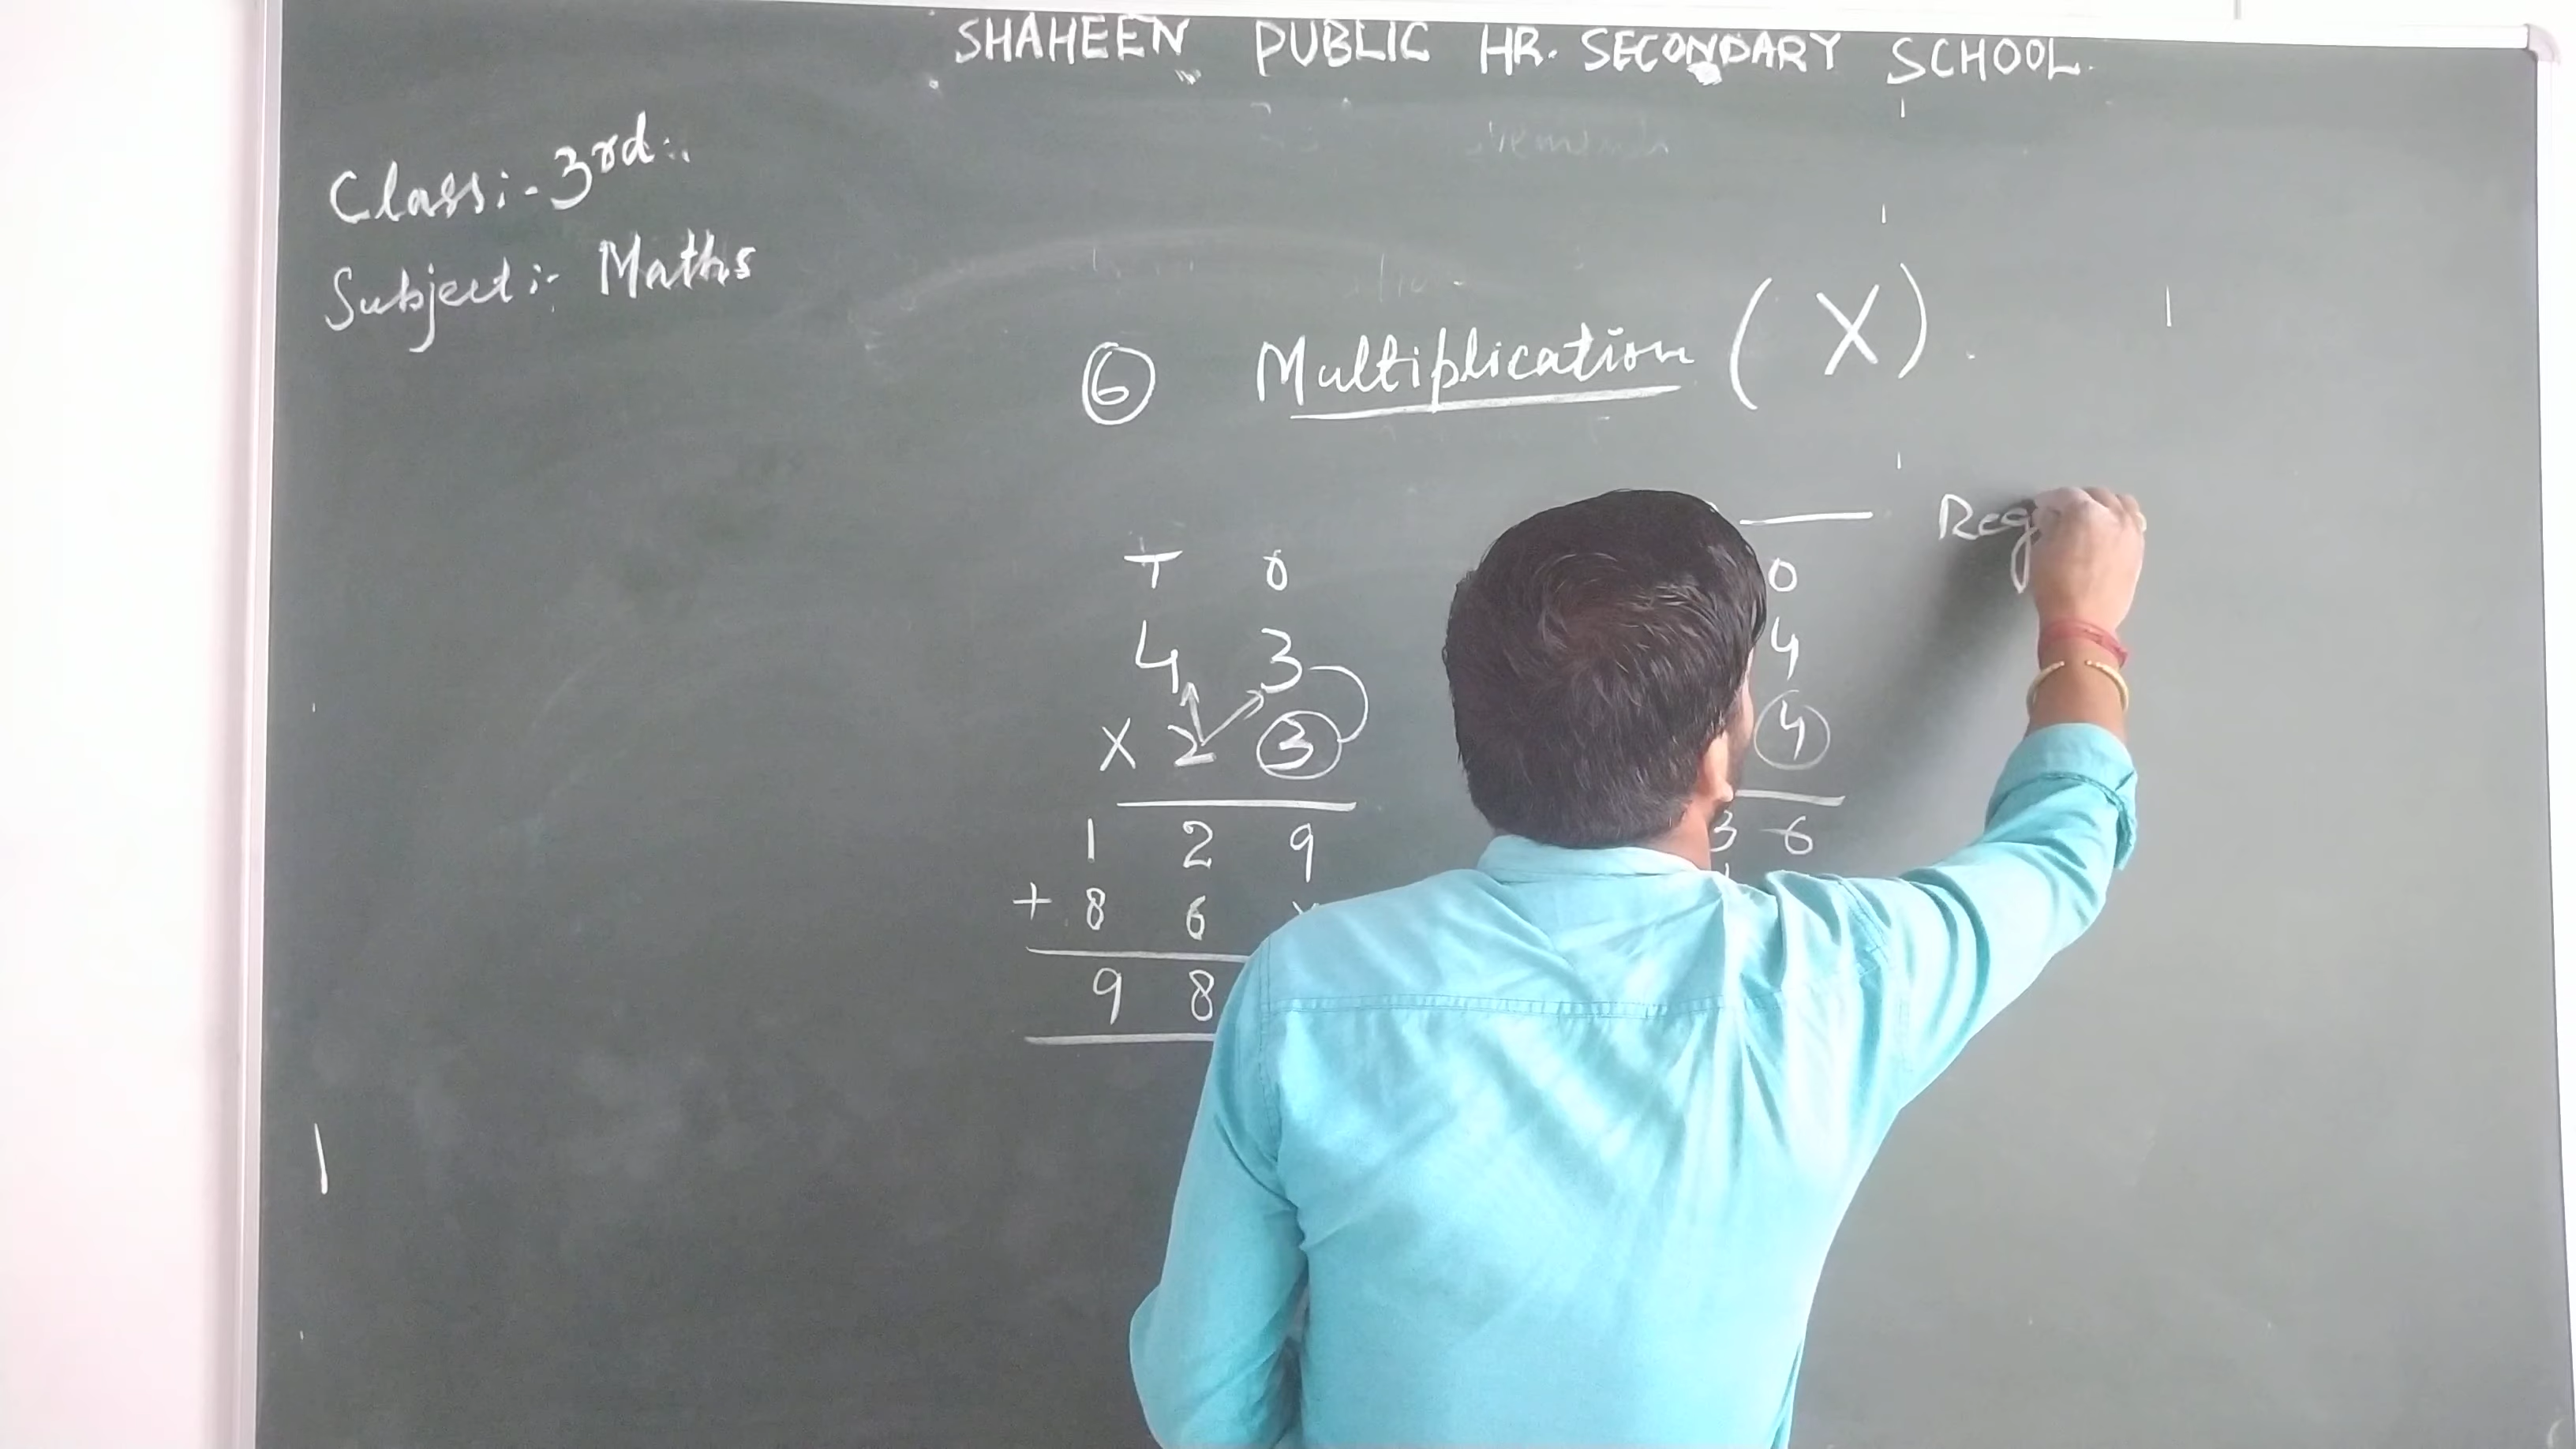 SHAHEEN PUBLIC HR. SECONDARY SCHOOL.
Class:- 3rd.
Subject:- Maths
6 Multiplication (X).
T O
4 3
X 2 3
1 2 9
+ 8 6 x
9 8
O
4
4
3 6
Reg